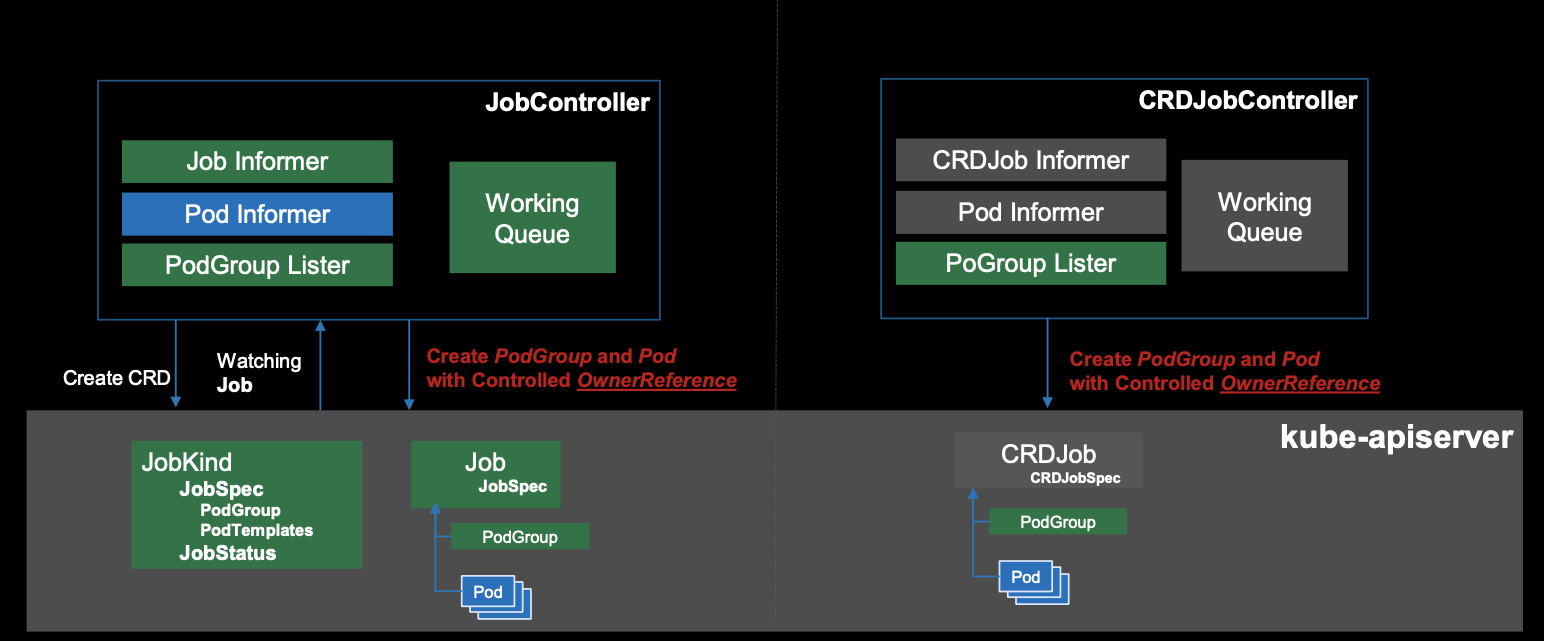 JobController
Job Informer
Pod Informer
PodGroup Lister
Working
Queue
Create CRD
Watching
Job
Create PodGroup and Pod
with Controlled OwnerReference
CRDJobController
CRDJob Informer
Pod Informer
PoGroup Lister
Working
Queue
Create PodGroup and Pod
with Controlled OwnerReference
kube-apiserver
JobKind
JobSpec
PodGroup
PodTemplates
JobStatus
Job
JobSpec
PodGroup
Pod
CRDJob
CRDJobSpec
PodGroup
Pod